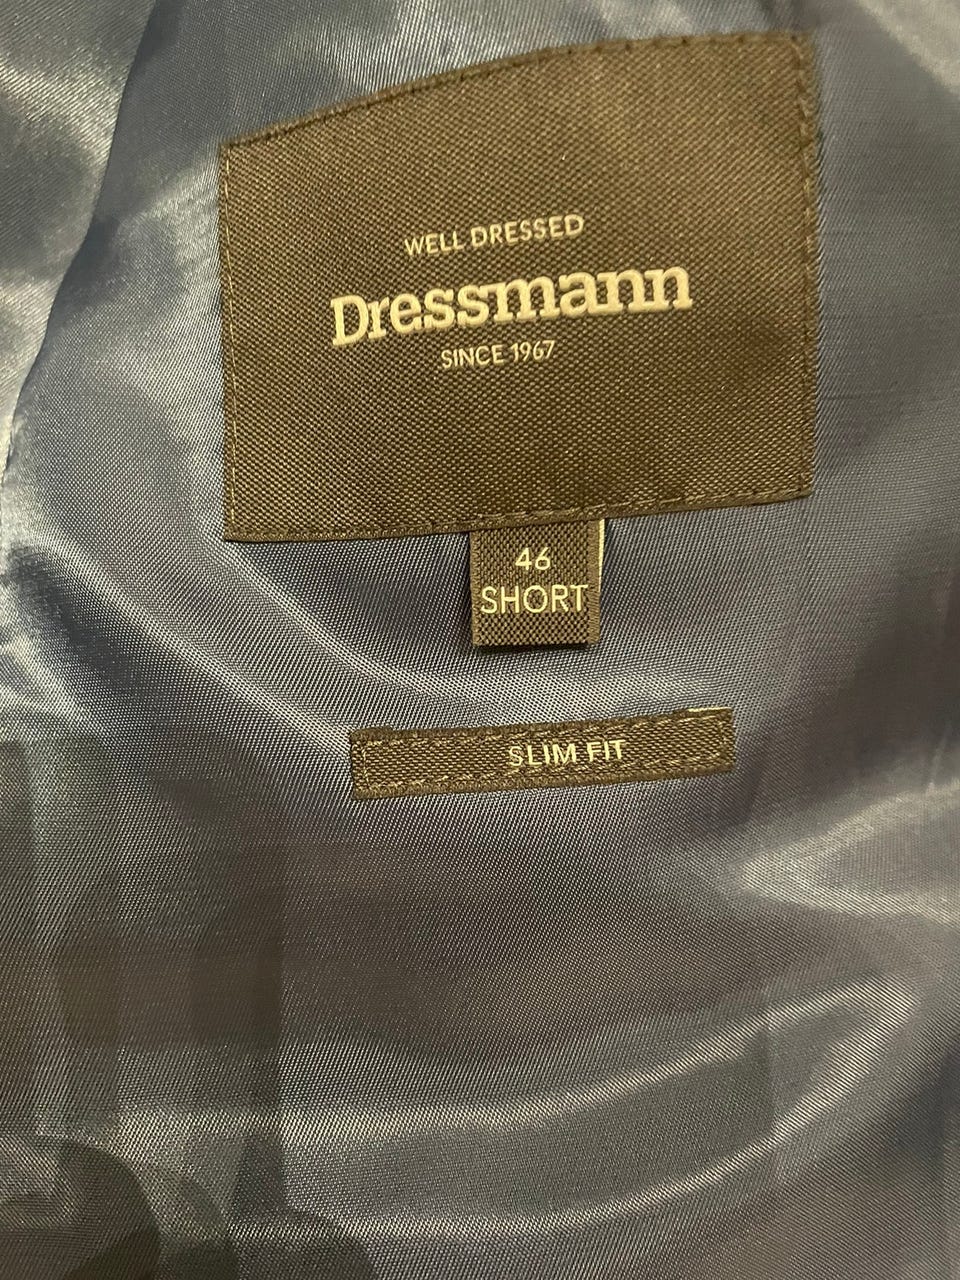 WELL DRESSED
Dressmann
SINCE 1967
46
SHORT
SLIM FIT